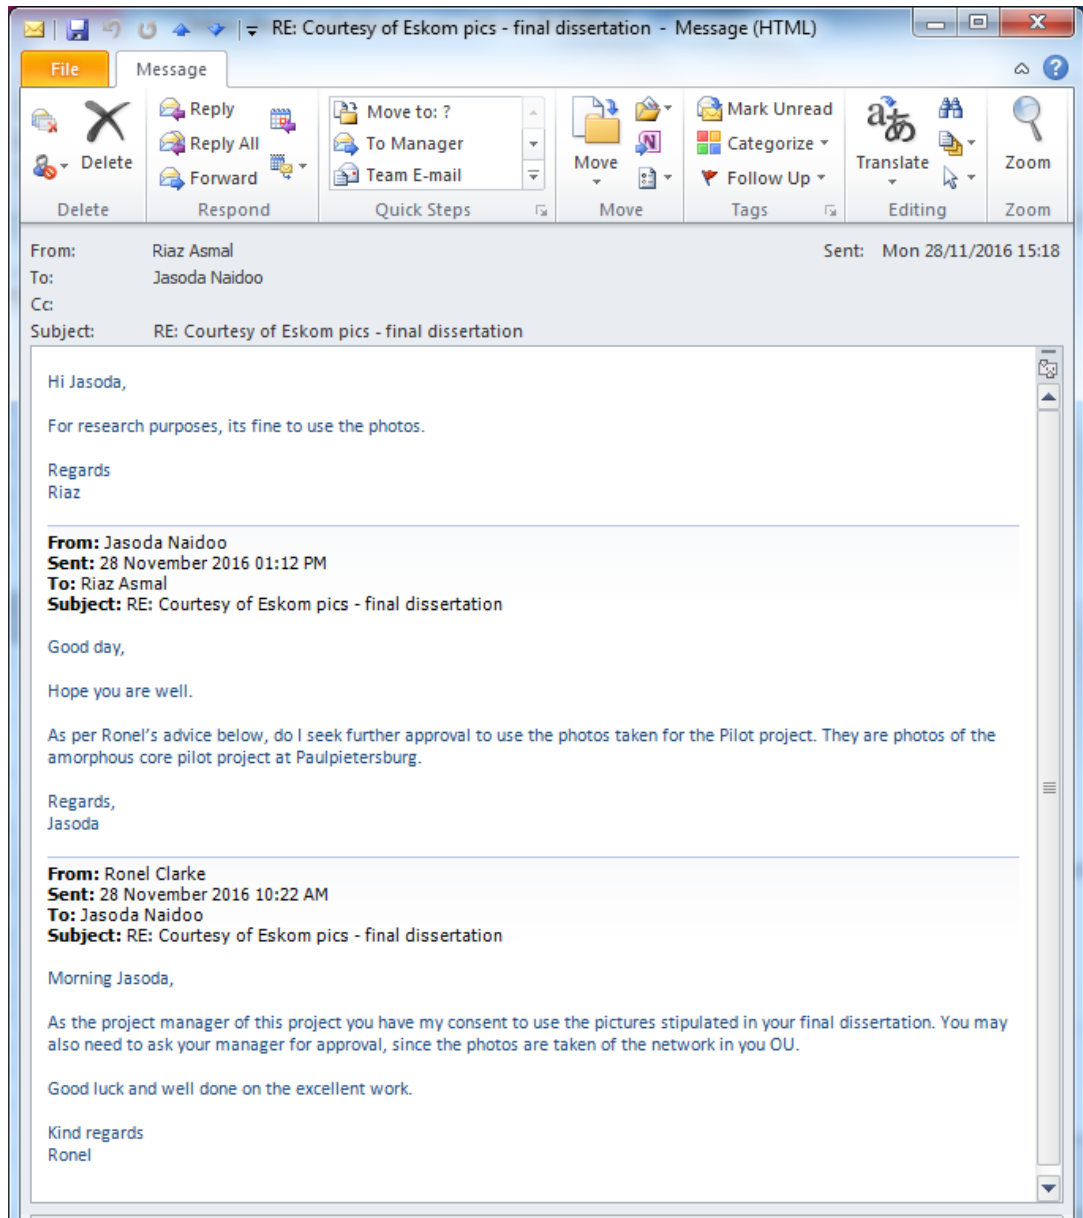 RE: Courtesy of Eskom pics - final dissertation - Message (HTML)
File
Message
Delete
Reply
Reply All
Forward
Move to: ?
To Manager
Team E-mail
Move
Mark Unread
Categorize
Follow Up
Translate
Zoom
Delete
Respond
Quick Steps
Move
Tags
Editing
Zoom
From: Riaz Asmal Sent: Mon 28/11/2016 15:18
To: Jasoda Naidoo
Cc:
Subject: RE: Courtesy of Eskom pics - final dissertation
Hi Jasoda,
For research purposes, its fine to use the photos.
Regards
Riaz
From: Jasoda Naidoo
Sent: 28 November 2016 01:12 PM
To: Riaz Asmal
Subject: RE: Courtesy of Eskom pics - final dissertation
Good day,
Hope you are well.
As per Ronel's advice below, do I seek further approval to use the photos taken for the Pilot project. They are photos of the
amorphous core pilot project at Paulpietersburg.
Regards,
Jasoda
From: Ronel Clarke
Sent: 28 November 2016 10:22 AM
To: Jasoda Naidoo
Subject: RE: Courtesy of Eskom pics - final dissertation
Morning Jasoda,
As the project manager of this project you have my consent to use the pictures stipulated in your final dissertation. You may
also need to ask your manager for approval, since the photos are taken of the network in you OU.
Good luck and well done on the excellent work.
Kind regards
Ronel